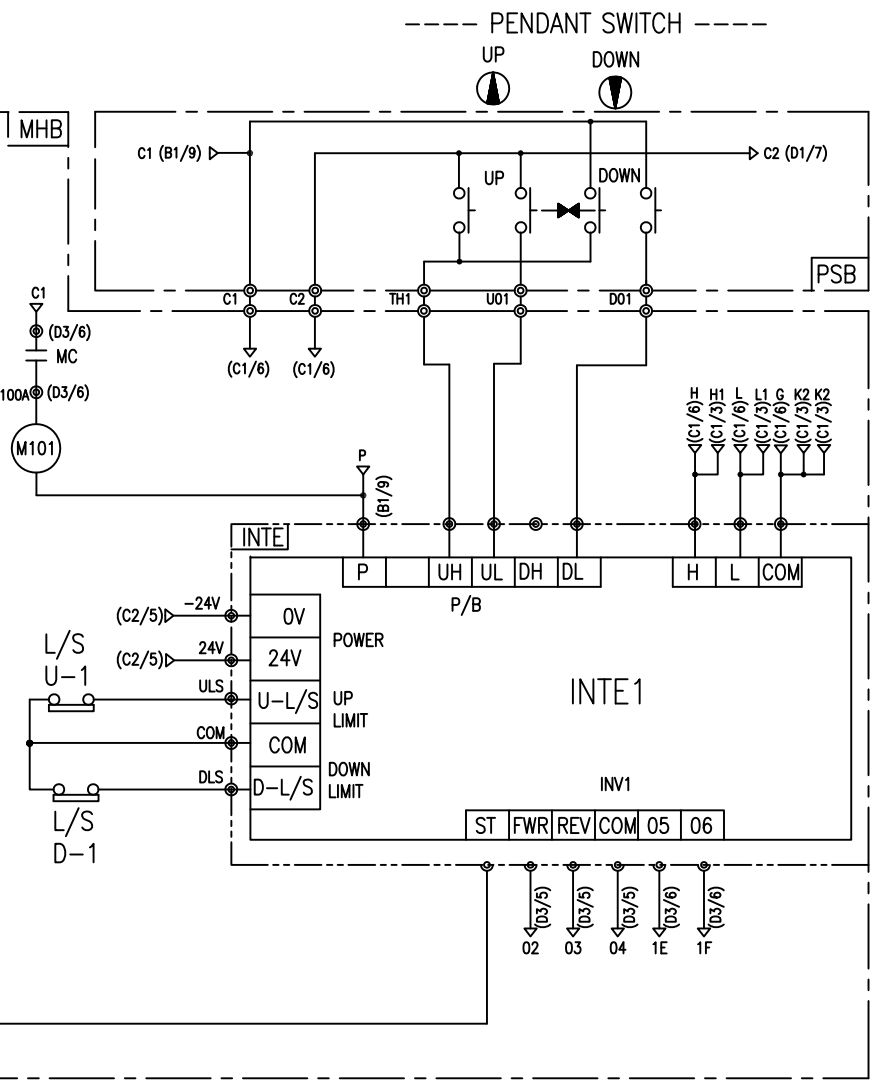 ---- PENDANT SWITCH ----
UP
DOWN
MHB
C1 (B1/9)
C2 (D1/7)
UP
DOWN
PSB
C1
C2
TH1
U01
D01
C1
(D3/6)
MC
(C1/6)
(C1/6)
100A
(D3/6)
M101
P
(B1/9)
H
(C1/6)
H1
(C1/3)
L
(C1/6)
L1
(C1/3)
G
(C1/6)
K2
(C1/3)
K2
(C1/3)
INTE
P
UH
UL
DH
DL
H
L
COM
P/B
(C2/5)
-24V
0V
POWER
(C2/5)
24V
24V
L/S
U-1
ULS
U-L/S
UP
LIMIT
INTE1
COM
COM
DLS
D-L/S
DOWN
LIMIT
L/S
D-1
INV1
ST
FWR
REV
COM
05
06
(D3/5)
(D3/5)
(D3/5)
(D3/6)
(D3/6)
02
03
04
1E
1F